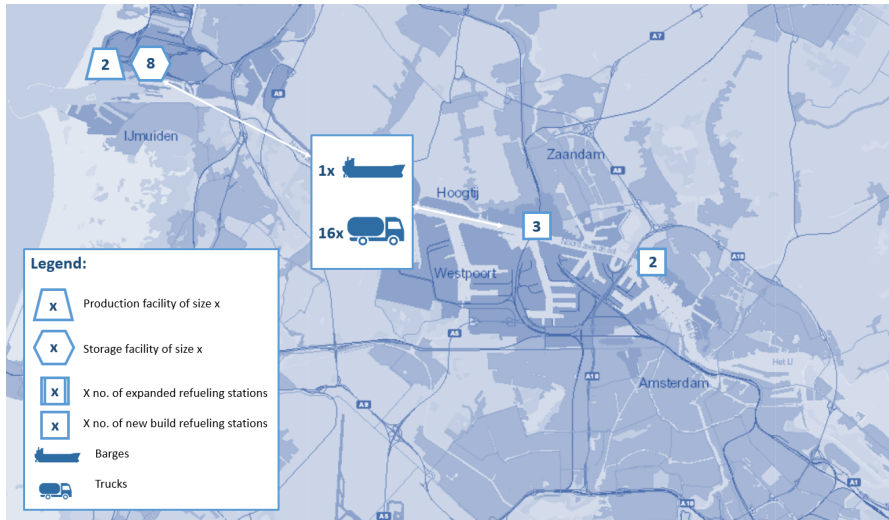 A7
2
8
A9
IJmuiden
Zaandam
1x
A8
Hoogtij
16x
3
A10
2
Westpoort
Legend:
x
Production facility of size x
A5
x
Storage facility of size x
Het IJ
A10
Amsterdam
x
X no. of expanded refueling stations
A9
x
X no. of new build refueling stations
Barges
Trucks
A1
A10
A5